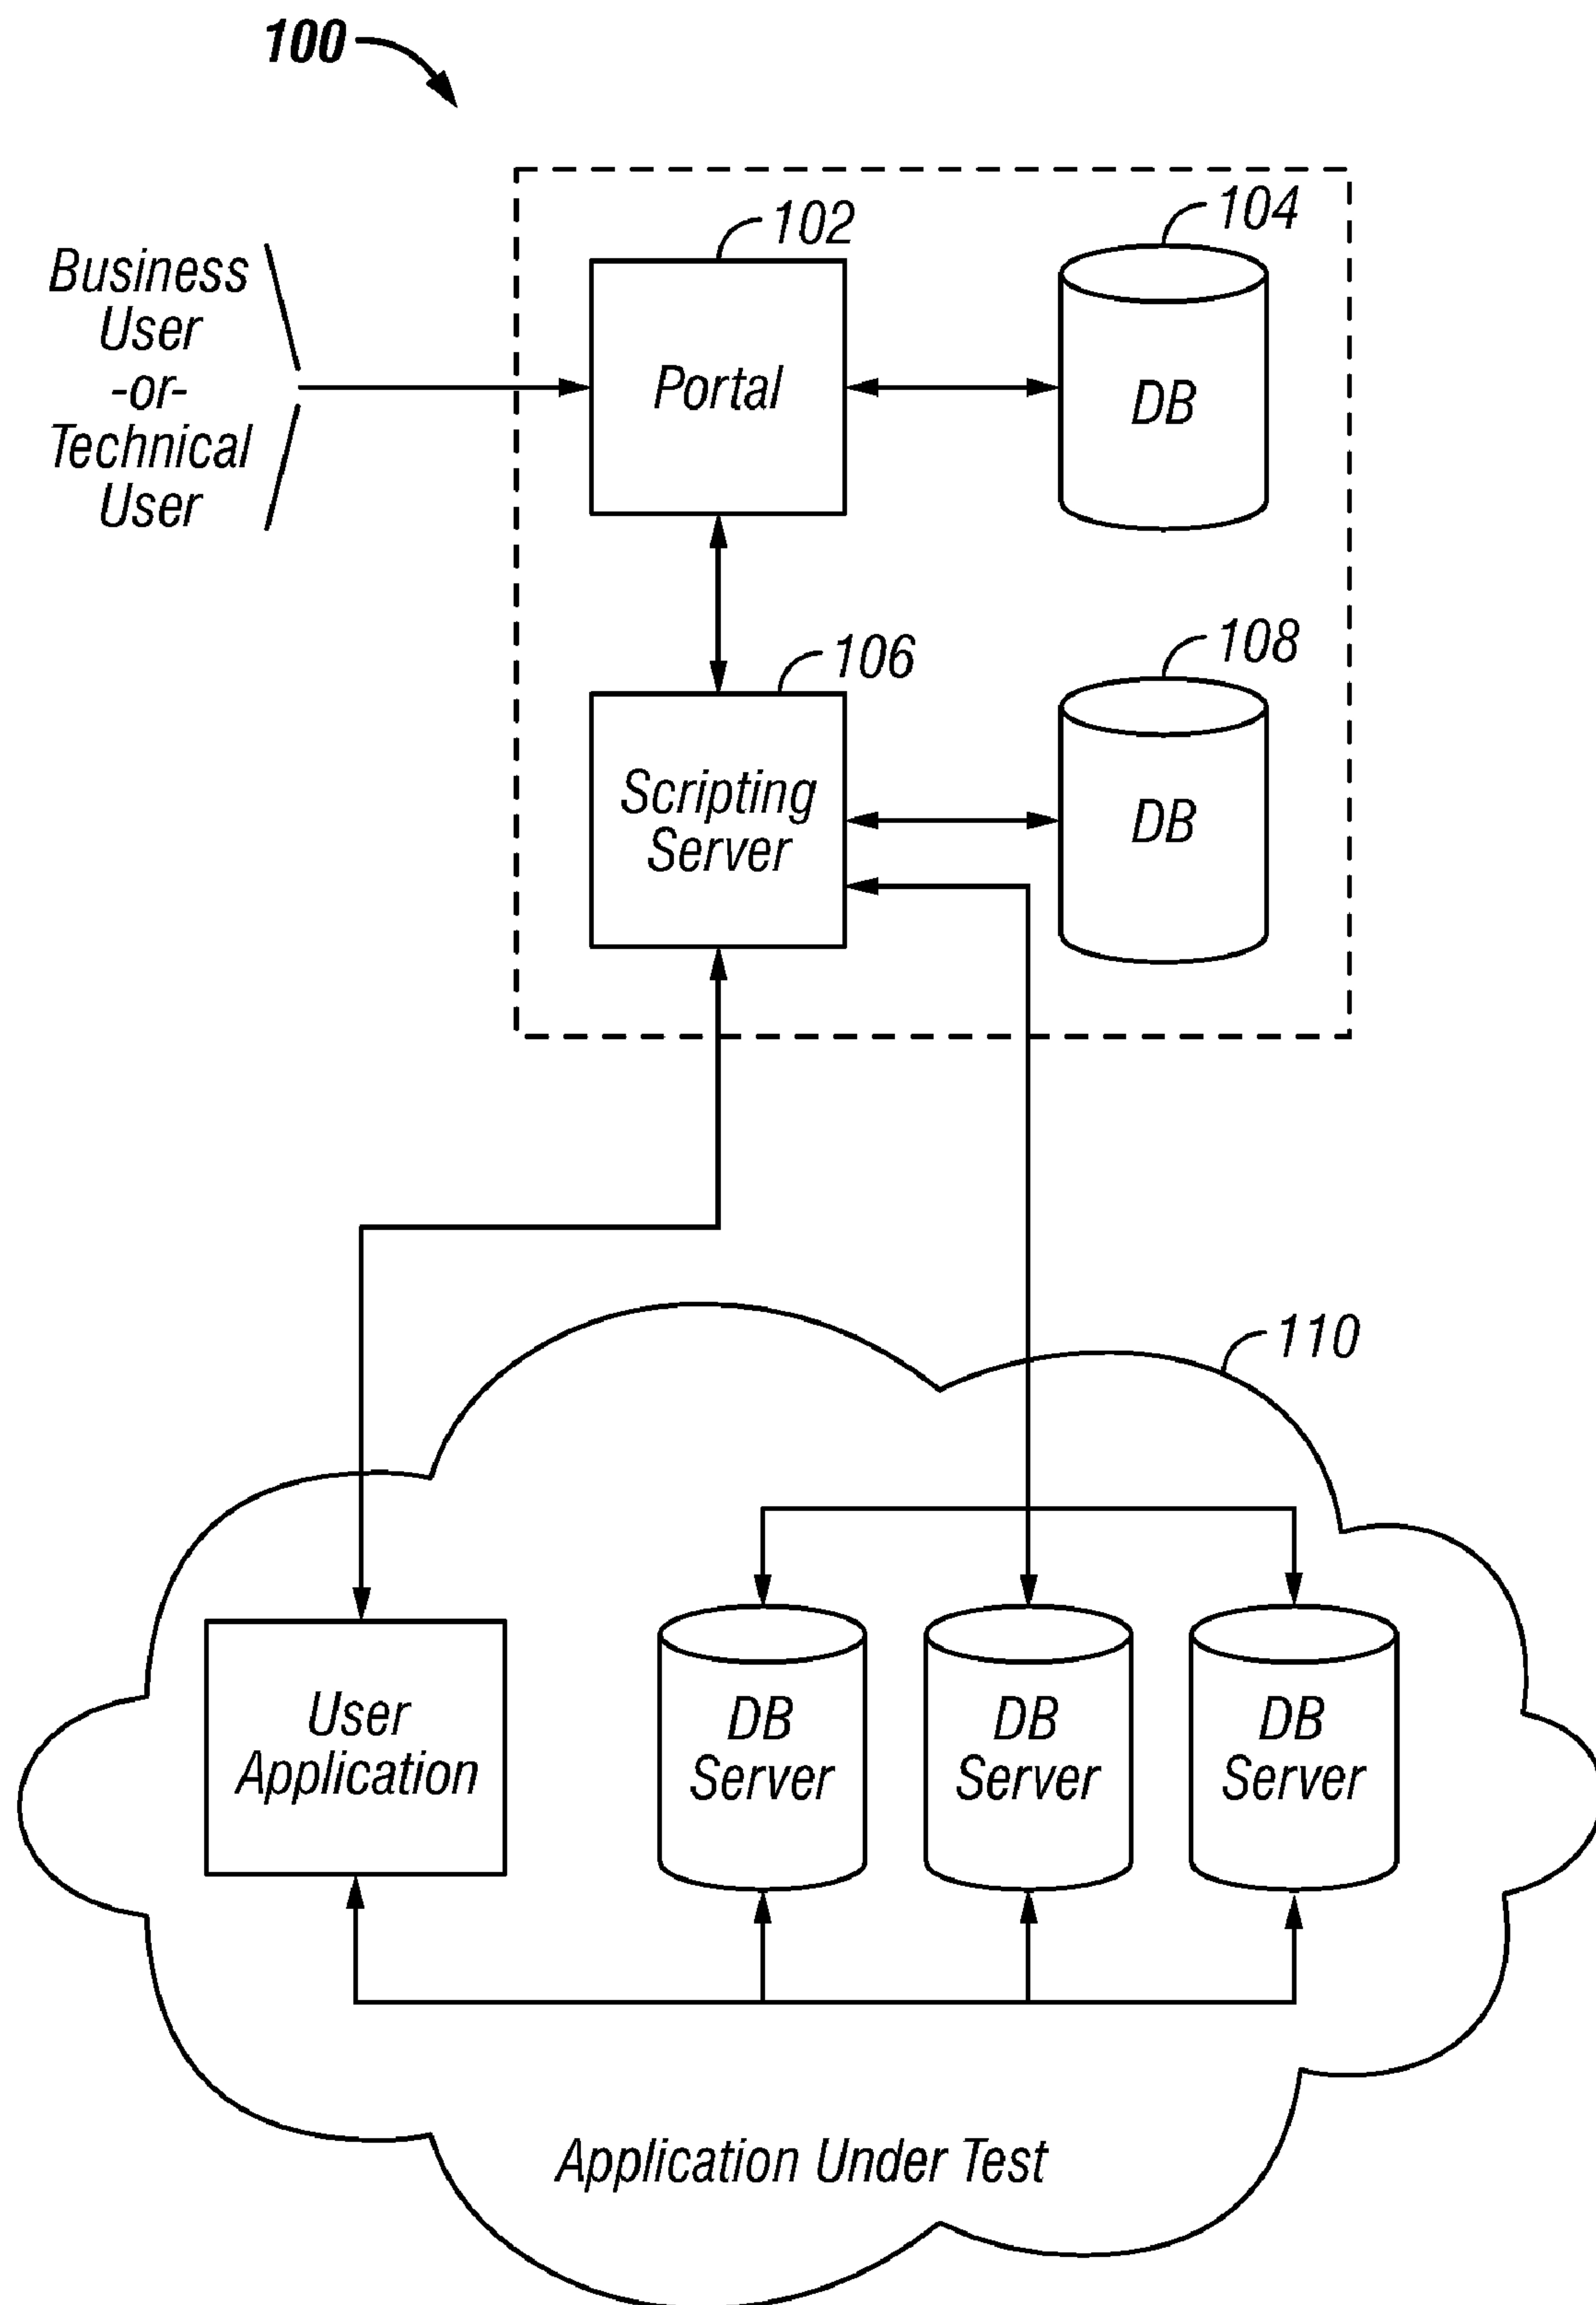 100
102
104
Business
User
-or-
Technical
User
Portal
DB
106
108
Scripting
Server
DB
110
User
Application
DB
Server
DB
Server
DB
Server
Application Under Test